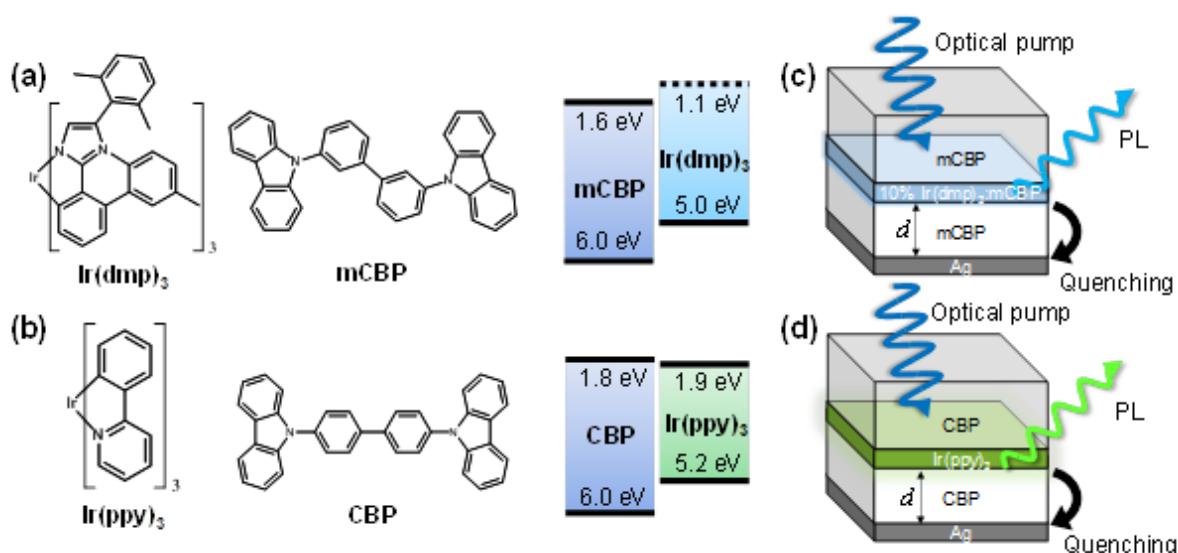 (a)
Ir
N
N
3
Ir(dmp)₃
N
N
mCBP
1.6 eV
mCBP
6.0 eV
1.1 eV
Ir(dmp)₃
5.0 eV
(c)
Optical pump
PL
mCBP
10% Ir(dmp)₃:mCBP
d
mCBP
Ag
Quenching
(b)
Ir
N
3
Ir(ppy)₃
N
N
CBP
1.8 eV
CBP
6.0 eV
1.9 eV
Ir(ppy)₃
5.2 eV
(d)
Optical pump
PL
CBP
Ir(ppy)₃
d
CBP
Ag
Quenching